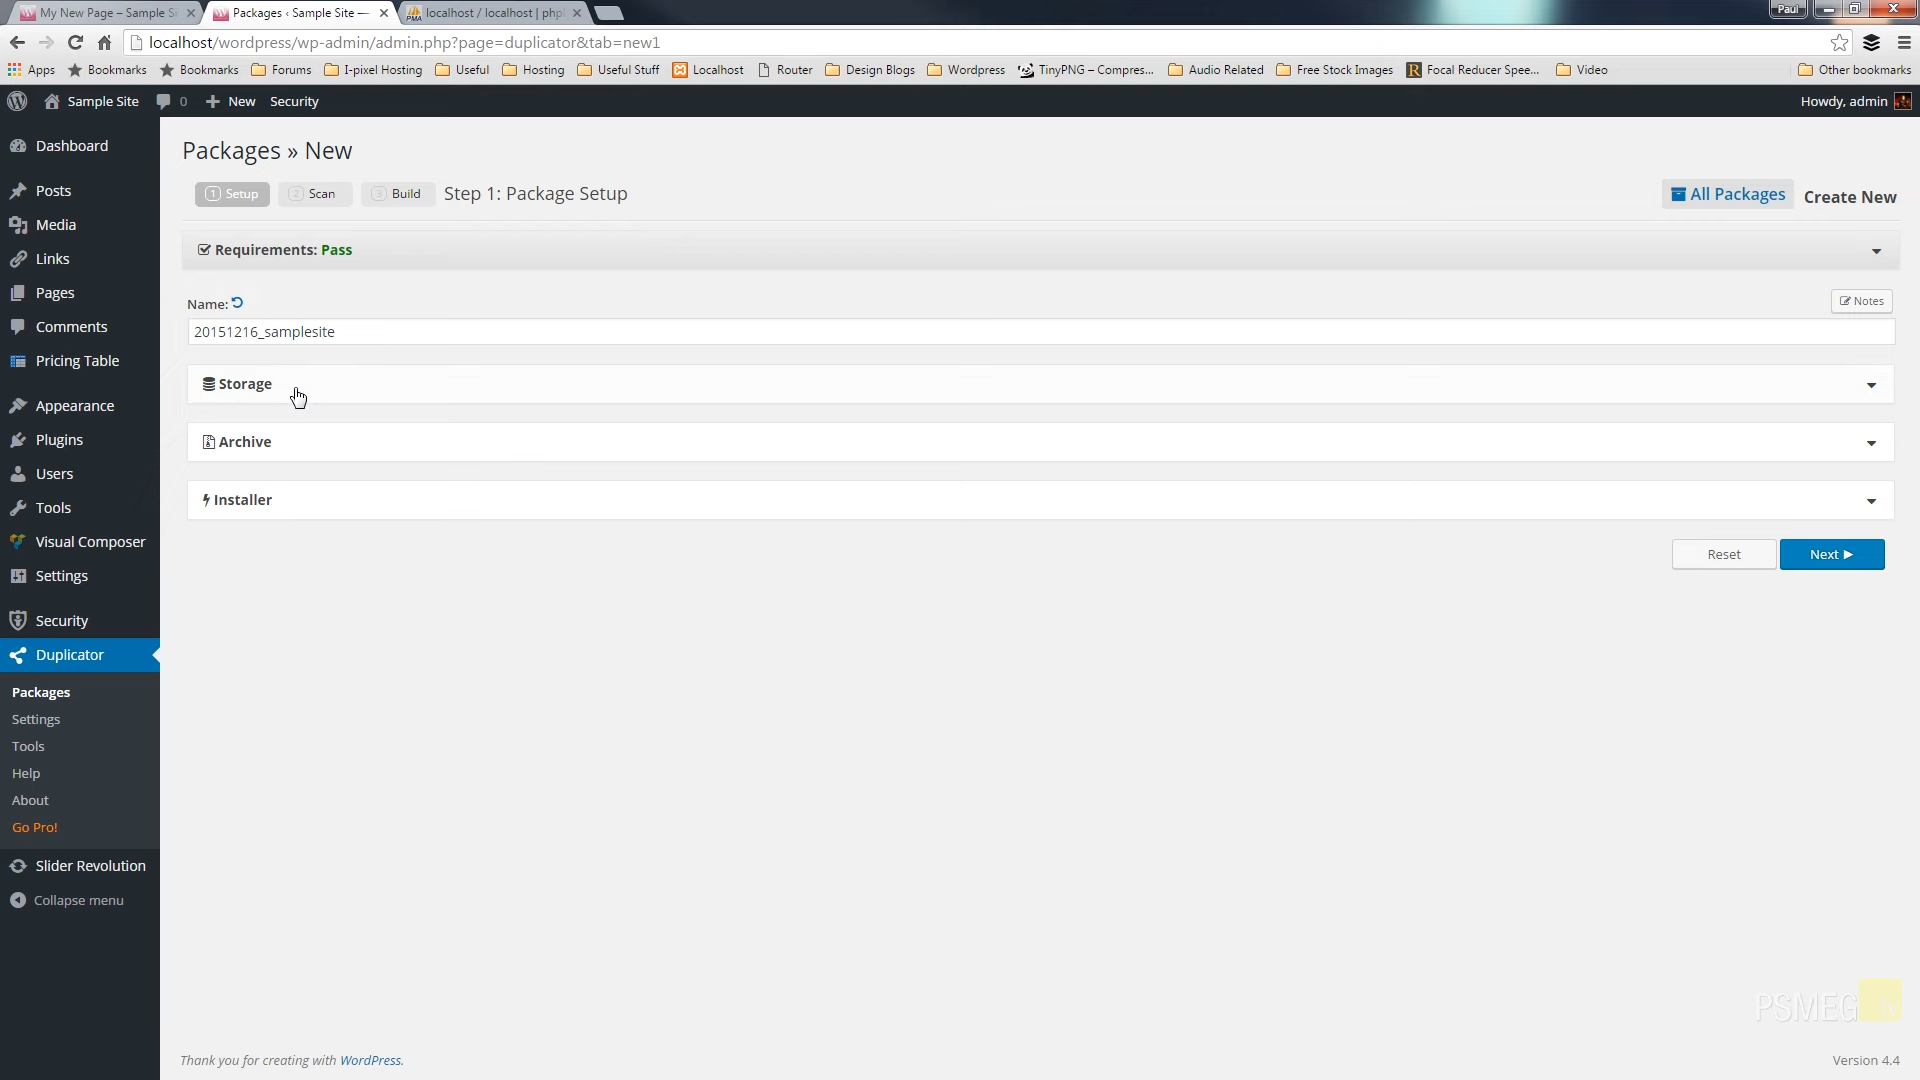 My New Page – Sample Si
Packages ‹ Sample Site —
localhost / localhost | php
Paul
localhost/wordpress/wp-admin/admin.php?page=duplicator&tab=new1
Apps Bookmarks Bookmarks Forums I-pixel Hosting Useful Hosting Useful Stuff Localhost Router Design Blogs Wordpress TinyPNG – Compres... Audio Related Free Stock Images Focal Reducer Spee... Video Other bookmarks
Sample Site 0 New Security Howdy, admin
Dashboard
Posts
Media
Links
Pages
Comments
Pricing Table
Appearance
Plugins
Users
Tools
Visual Composer
Settings
Security
Duplicator
Packages
Settings
Tools
Help
About
Go Pro!
Slider Revolution
Collapse menu
Packages » New
1 Setup 2 Scan 3 Build Step 1: Package Setup
All Packages Create New
Requirements: Pass
Name:
Notes
20151216_samplesite
Storage
Archive
Installer
Reset Next ►
PSMEG tv
Thank you for creating with WordPress.
Version 4.4